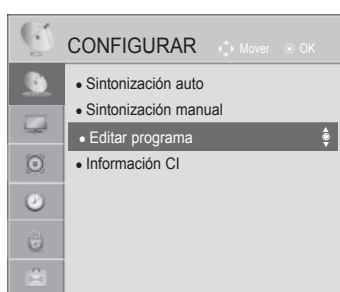 CONFIGURAR Mover OK
• Sintonización auto
• Sintonización manual
• Editar programa
• Información CI